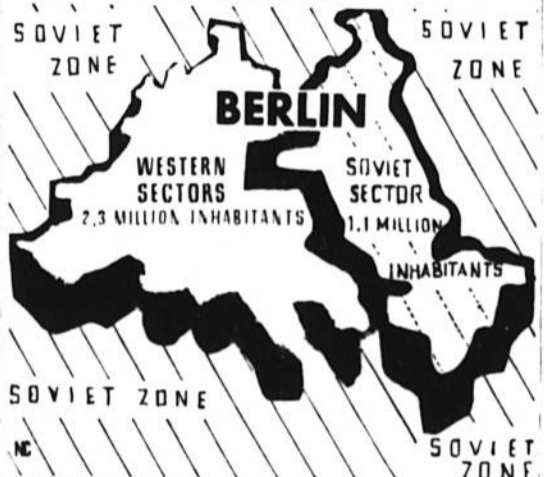 SOVIET
ZONE
SOVIET
ZONE
BERLIN
WESTERN
SECTORS
2,3 MILLION INHABITANTS
SOVIET
SECTOR
1.1 MILLION
INHABITANTS
SOVIET ZONE
NC
SOVIET
ZONE